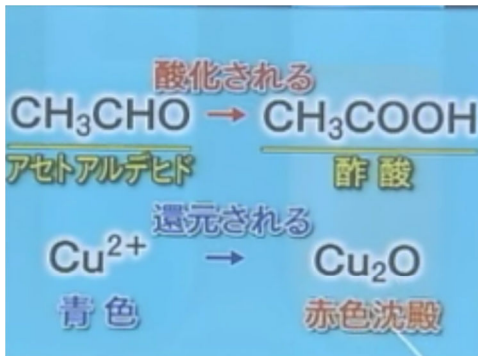 酸化される
CH₃CHO → CH₃COOH
アセトアルデヒド 酢酸
還元される
Cu²⁺ → Cu₂O
青色 赤色沈殿